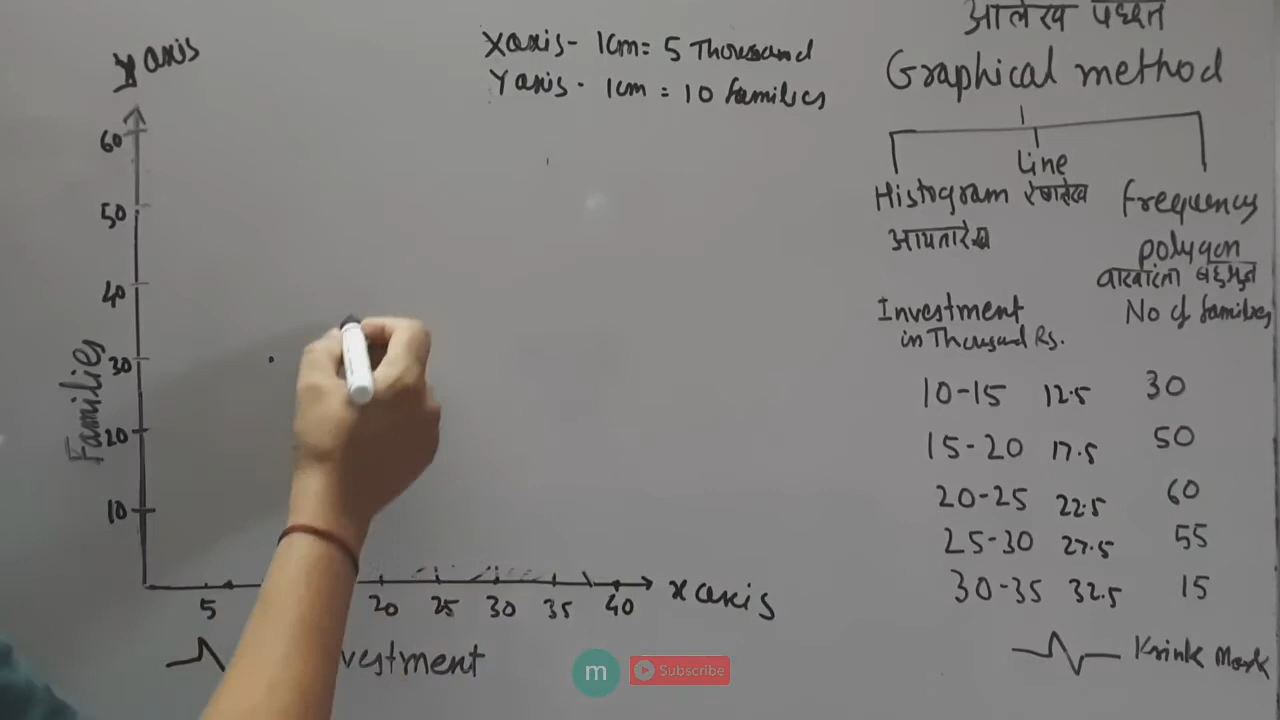 आलेख पध्दत
Graphical method
Line
Histogram रेषालेख Frequency
आयतालेख polygon
वारंवारता बहुभुज
Investment No of families
in Thousand Rs.
10-15 12.5 30
15-20 17.5 50
20-25 22.5 60
25-30 27.5 55
30-35 32.5 15
Krink Mark
X axis - 1cm = 5 Thousand
Y axis - 1cm = 10 families
Y axis
60
50
40
30
20
10
Families
5 20 25 30 35 40 x axis
vestment
m Subscribe